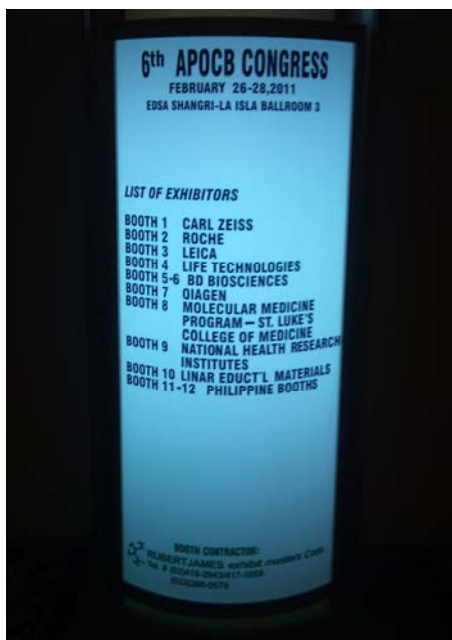 6th APOCB CONGRESS
FEBRUARY 26-28,2011
EDSA SHANGRI-LA ISLA BALLROOM 3
LIST OF EXHIBITORS
BOOTH 1 CARL ZEISS
BOOTH 2 ROCHE
BOOTH 3 LEICA
BOOTH 4 LIFE TECHNOLOGIES
BOOTH 5-6 BD BIOSCIENCES
BOOTH 7 QIAGEN
BOOTH 8 MOLECULAR MEDICINE
PROGRAM – ST. LUKE'S
COLLEGE OF MEDICINE
BOOTH 9 NATIONAL HEALTH RESEARCH
INSTITUTES
BOOTH 10 LINAR EDUCT'L MATERIALS
BOOTH 11-12 PHILIPPINE BOOTHS
BOOTH CONTRACTOR:
RUBERT JAMES exhibit masters Corp.
Tel. #